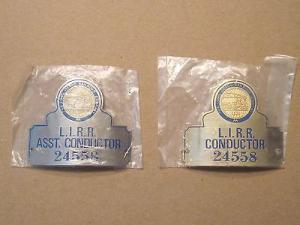 L.I.R.R.
ASST. CONDUCTOR
24558
L.I.R.R.
CONDUCTOR
24558